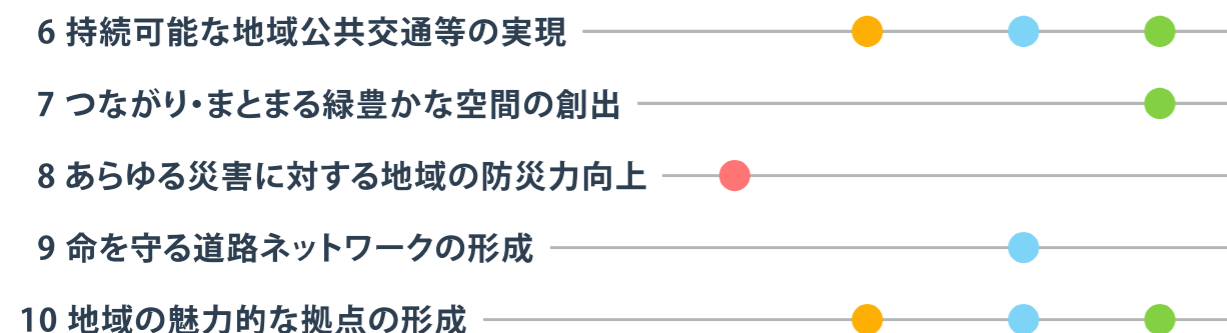 6 持続可能な地域公共交通等の実現
7 つながり・まとまる緑豊かな空間の創出
8 あらゆる災害に対する地域の防災力向上
9 命を守る道路ネットワークの形成
10 地域の魅力的な拠点の形成